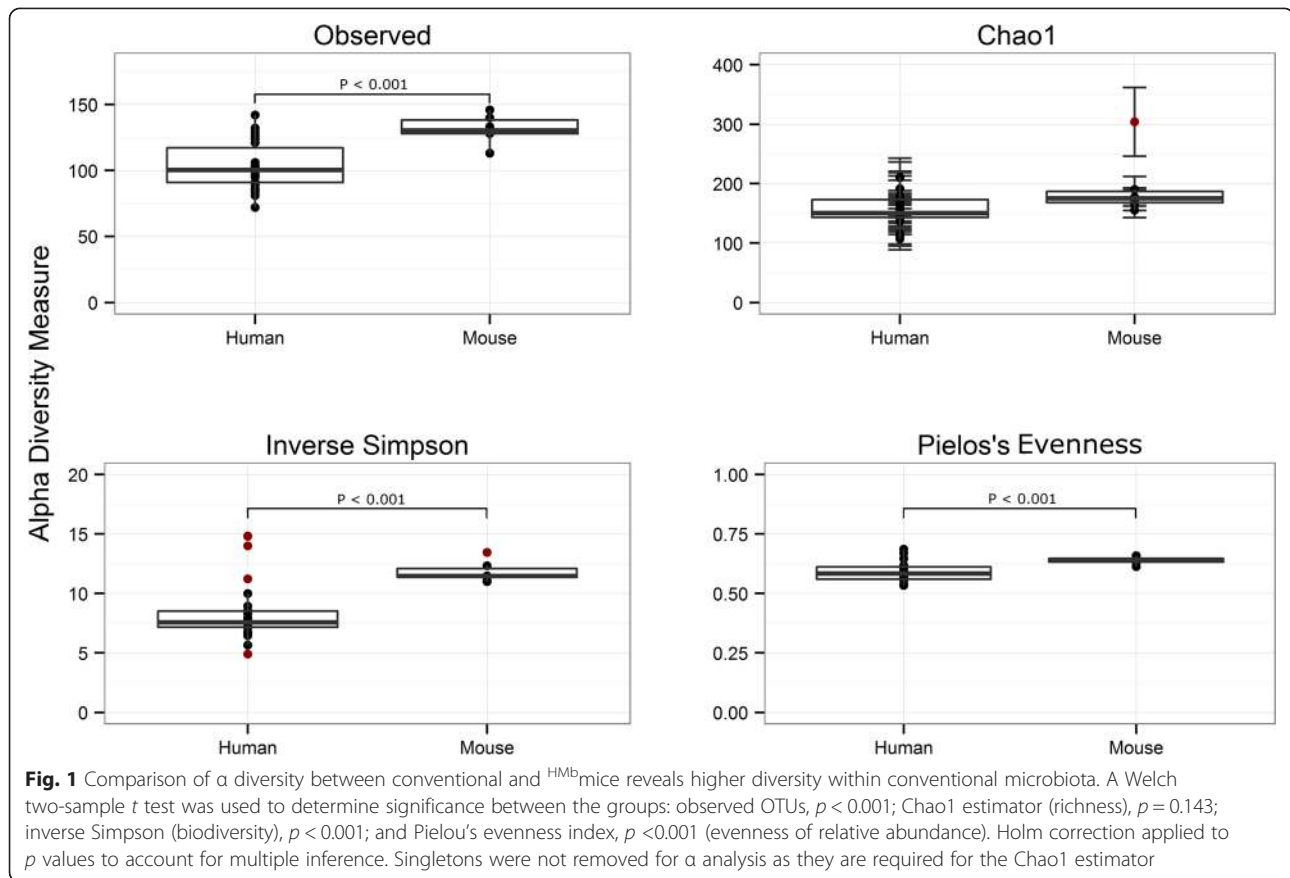 Observed
Chao1
Alpha Diversity Measure
150
100
50
0
P < 0.001
Human
Mouse
400
300
200
100
0
Human
Mouse
Inverse Simpson
Pielos's Evenness
20
15
10
5
0
P < 0.001
Human
Mouse
1.00
0.75
0.50
0.25
0.00
P < 0.001
Human
Mouse
Fig. 1 Comparison of α diversity between conventional and HMbmice reveals higher diversity within conventional microbiota. A Welch
two-sample t test was used to determine significance between the groups: observed OTUs, p < 0.001; Chao1 estimator (richness), p = 0.143;
inverse Simpson (biodiversity), p < 0.001; and Pielou's evenness index, p <0.001 (evenness of relative abundance). Holm correction applied to
p values to account for multiple inference. Singletons were not removed for α analysis as they are required for the Chao1 estimator